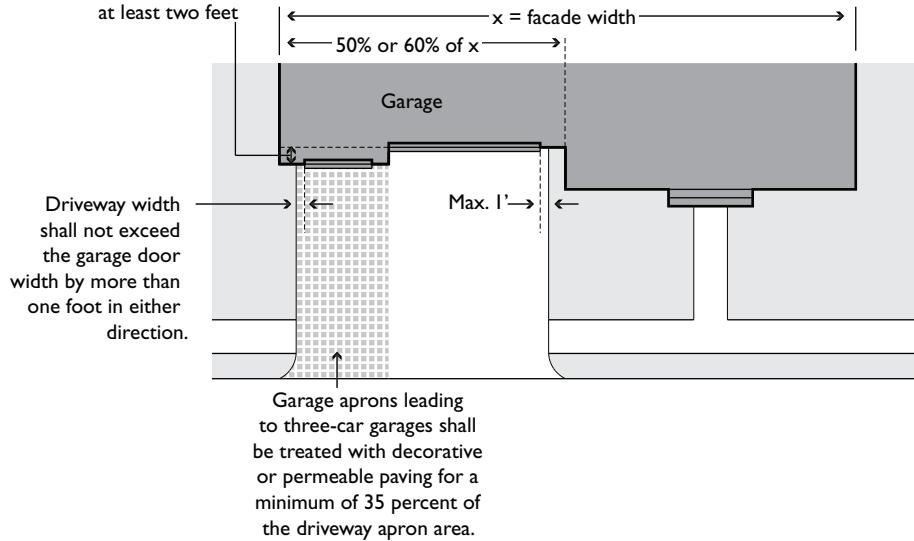 at least two feet
x = facade width
50% or 60% of x
Garage
Driveway width
shall not exceed
the garage door
width by more than
one foot in either
direction.
Max. 1'
Garage aprons leading
to three-car garages shall
be treated with decorative
or permeable paving for a
minimum of 35 percent of
the driveway apron area.